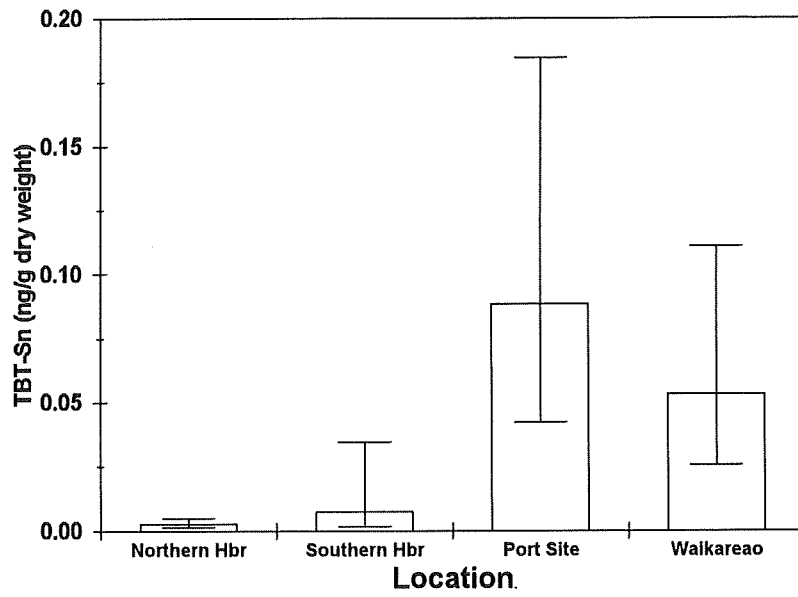 TBT-Sn (ng/g dry weight)
0.20
0.15
0.10
0.05
0.00
Northern Hbr
Southern Hbr
Port Site
Waikareao
Location